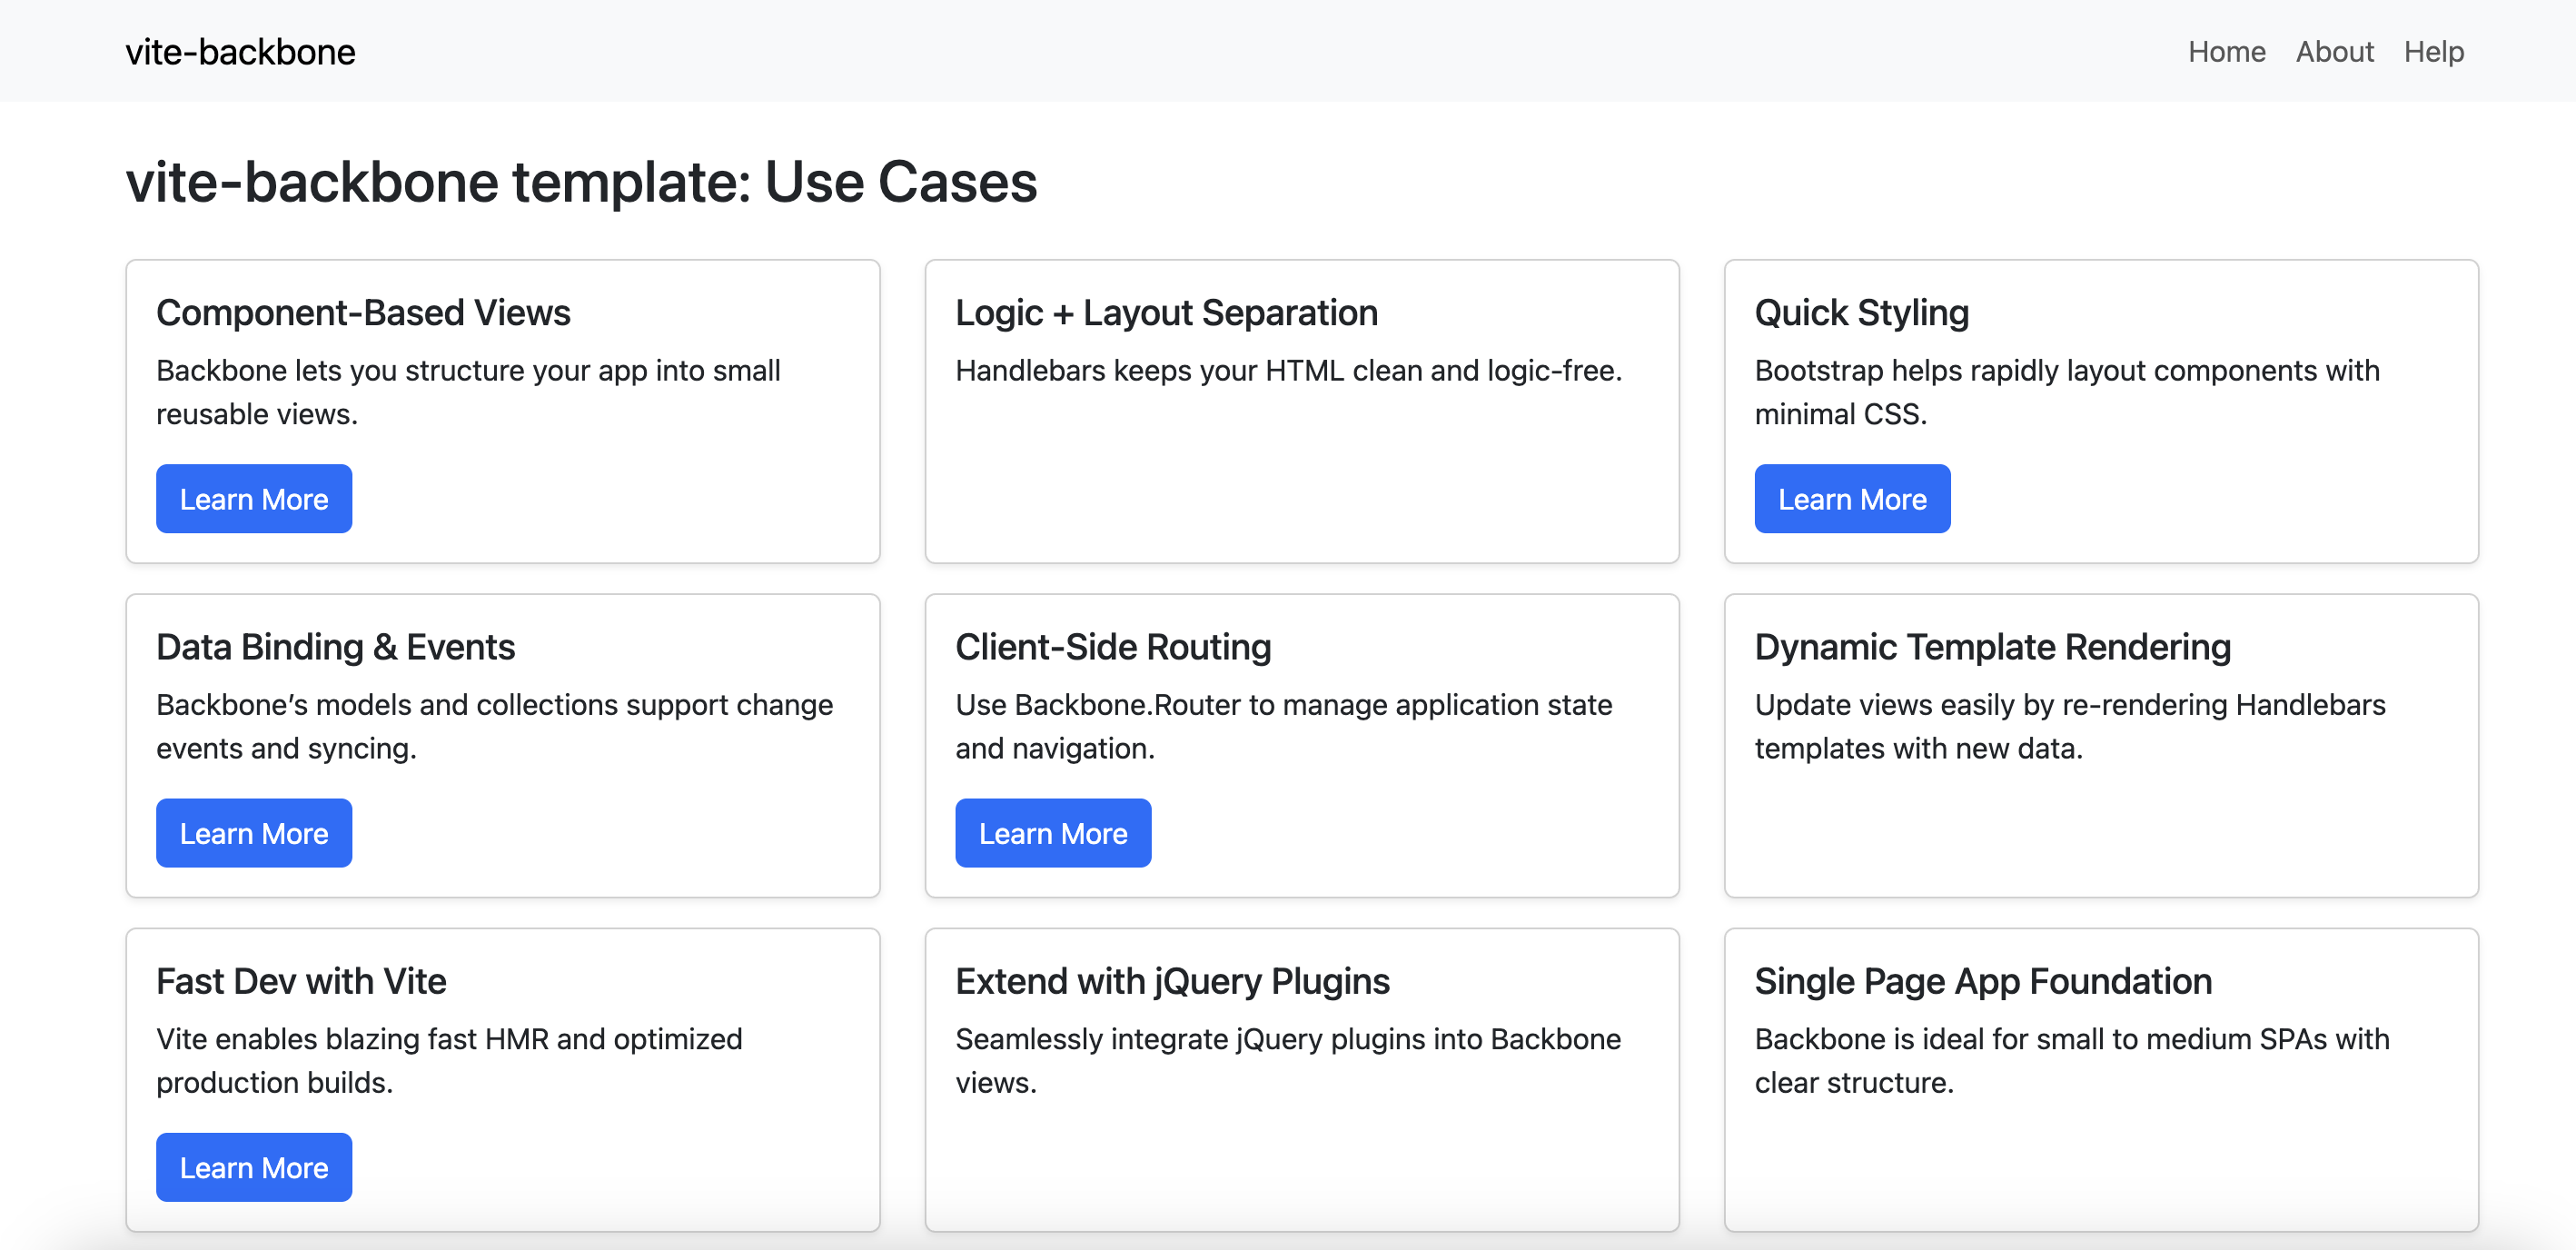 vite-backbone
Home About Help
vite-backbone template: Use Cases
Component-Based Views
Backbone lets you structure your app into small
reusable views.
Learn More
Logic + Layout Separation
Handlebars keeps your HTML clean and logic-free.
Quick Styling
Bootstrap helps rapidly layout components with
minimal CSS.
Learn More
Data Binding & Events
Backbone’s models and collections support change
events and syncing.
Learn More
Client-Side Routing
Use Backbone.Router to manage application state
and navigation.
Learn More
Dynamic Template Rendering
Update views easily by re-rendering Handlebars
templates with new data.
Fast Dev with Vite
Vite enables blazing fast HMR and optimized
production builds.
Learn More
Extend with jQuery Plugins
Seamlessly integrate jQuery plugins into Backbone
views.
Single Page App Foundation
Backbone is ideal for small to medium SPAs with
clear structure.